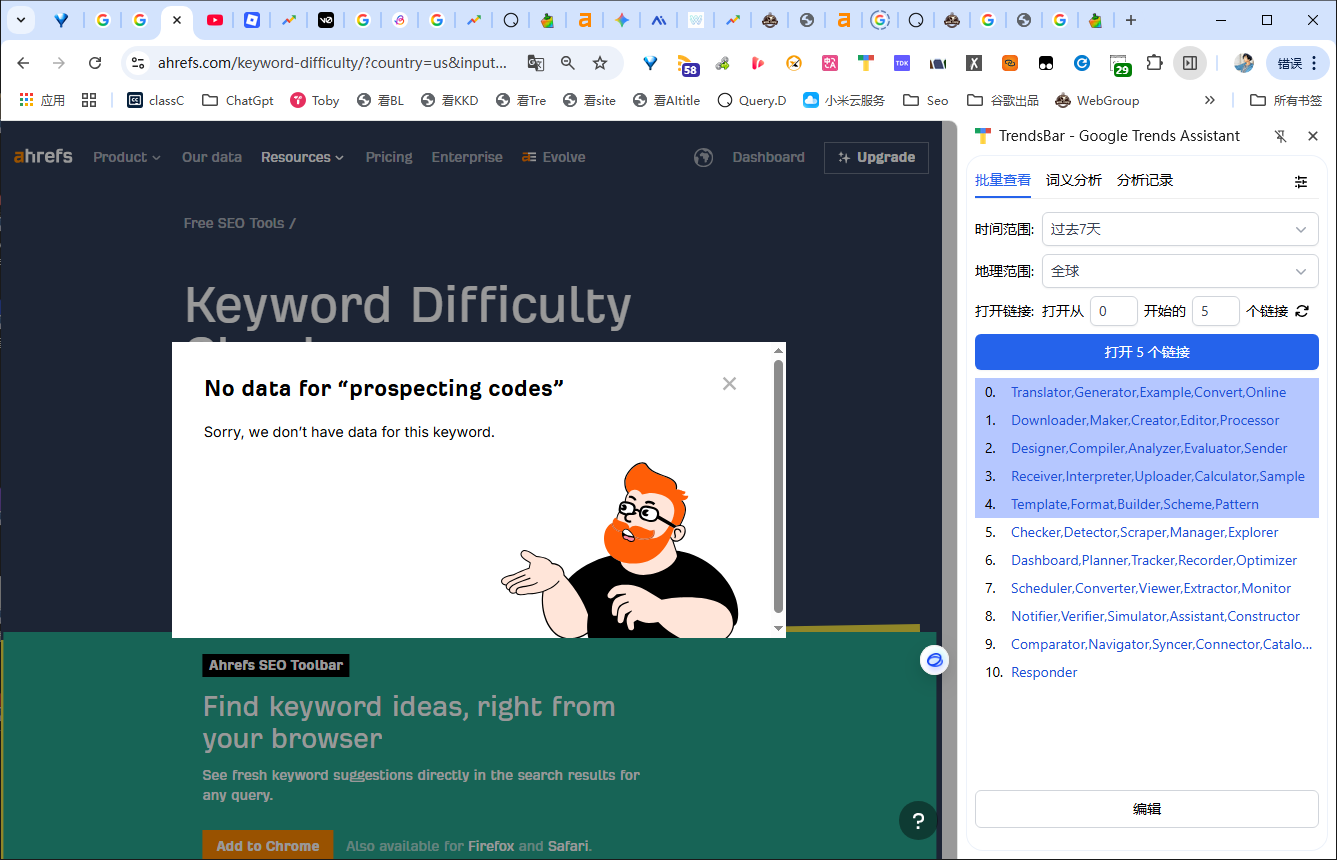 ahrefs.com/keyword-difficulty/?country=us&input...
58
TDK
29
错误
应用
classC
ChatGpt
Toby
看BL
看KKD
看Tre
看site
看AItitle
Query.D
小米云服务
Seo
谷歌出品
WebGroup
所有书签
ahrefs
Product
Our data
Resources
Pricing
Enterprise
Evolve
Dashboard
Upgrade
Free SEO Tools /
Keyword Difficulty
No data for “prospecting codes”
Sorry, we don’t have data for this keyword.
Ahrefs SEO Toolbar
Find keyword ideas, right from
your browser
See fresh keyword suggestions directly in the search results for
any query.
Add to Chrome
Also available for Firefox and Safari.
?
TrendsBar - Google Trends Assistant
批量查看 词义分析 分析记录
时间范围: 过去7天
地理范围: 全球
打开链接: 打开从 0 开始的 5 个链接
打开 5 个链接
0. Translator,Generator,Example,Convert,Online
1. Downloader,Maker,Creator,Editor,Processor
2. Designer,Compiler,Analyzer,Evaluator,Sender
3. Receiver,Interpreter,Uploader,Calculator,Sample
4. Template,Format,Builder,Scheme,Pattern
5. Checker,Detector,Scraper,Manager,Explorer
6. Dashboard,Planner,Tracker,Recorder,Optimizer
7. Scheduler,Converter,Viewer,Extractor,Monitor
8. Notifier,Verifier,Simulator,Assistant,Constructor
9. Comparator,Navigator,Syncer,Connector,Catalo...
10. Responder
编辑